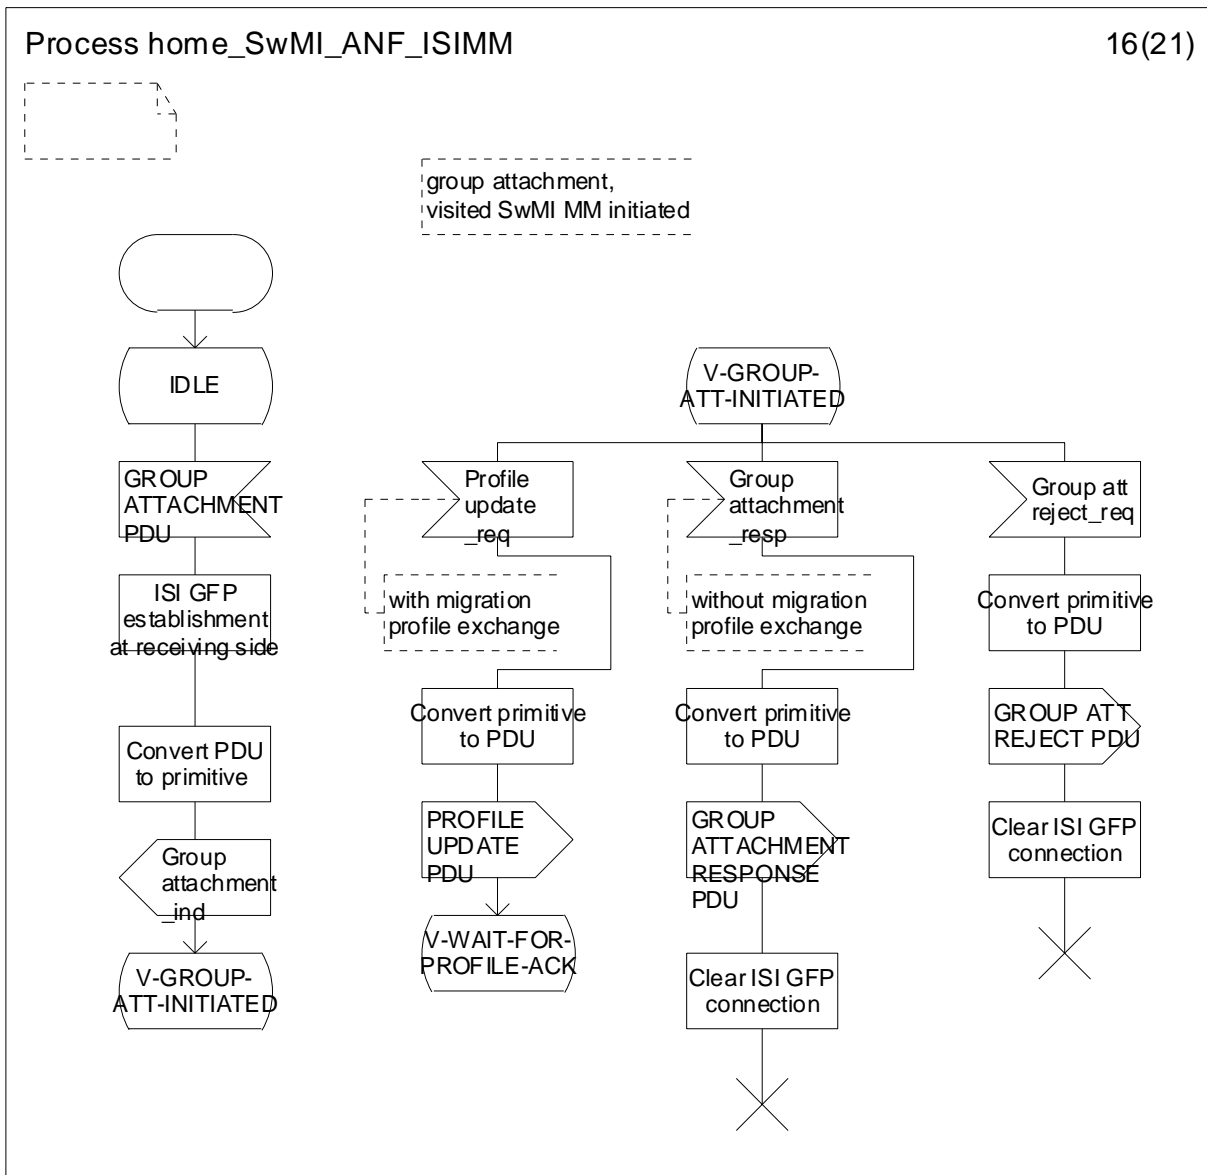 Process home_SwMI_ANF_ISIMM
16(21)
group attachment,
visited SwMI MM initiated
IDLE
GROUP
ATTACHMENT
PDU
ISI GFP
establishment
at receiving side
Convert PDU
to primitive
Group
attachment
_ind
V-GROUP-
ATT-INITIATED
V-GROUP-
ATT-INITIATED
Profile
update
_req
with migration
profile exchange
Convert primitive
to PDU
PROFILE
UPDATE
PDU
V-WAIT-FOR-
PROFILE-ACK
Group
attachment
_resp
without migration
profile exchange
Convert primitive
to PDU
GROUP
ATTACHMENT
RESPONSE
PDU
Clear ISI GFP
connection
Group att
reject_req
Convert primitive
to PDU
GROUP ATT
REJECT PDU
Clear ISI GFP
connection